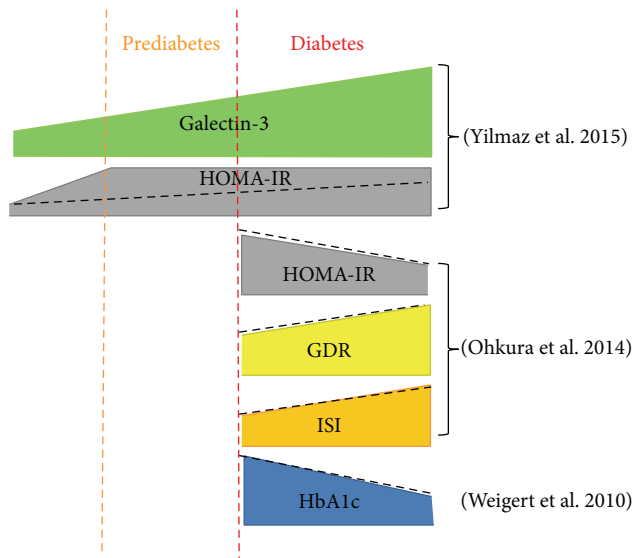 Prediabetes
Diabetes
Galectin-3
(Yilmaz et al. 2015)
HOMA-IR
HOMA-IR
GDR
(Ohkura et al. 2014)
ISI
HbA1c
(Weigert et al. 2010)